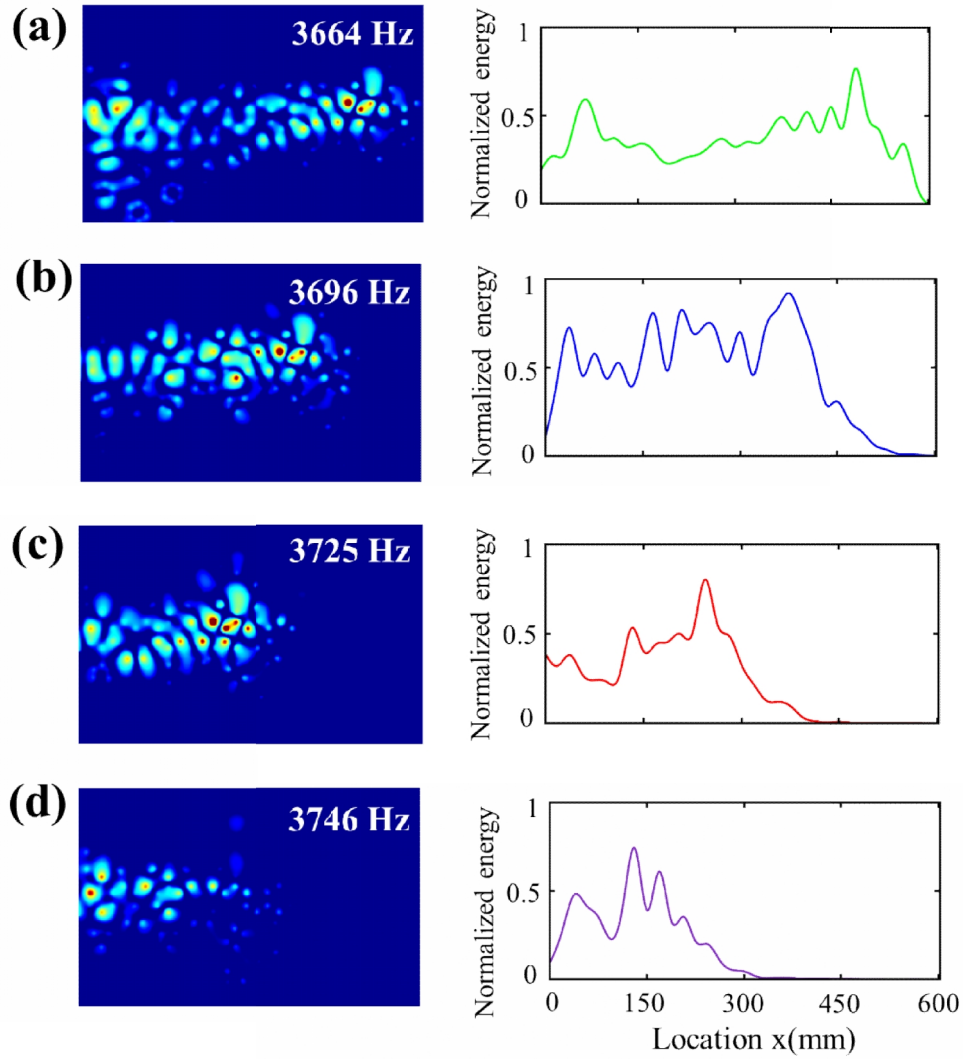 (a)
3664 Hz
Normalized energy
1
0.5
0
(b)
3696 Hz
Normalized energy
1
0.5
0
(c)
3725 Hz
Normalized energy
1
0.5
0
(d)
3746 Hz
Normalized energy
1
0.5
0
0 150 300 450 600
Location x(mm)